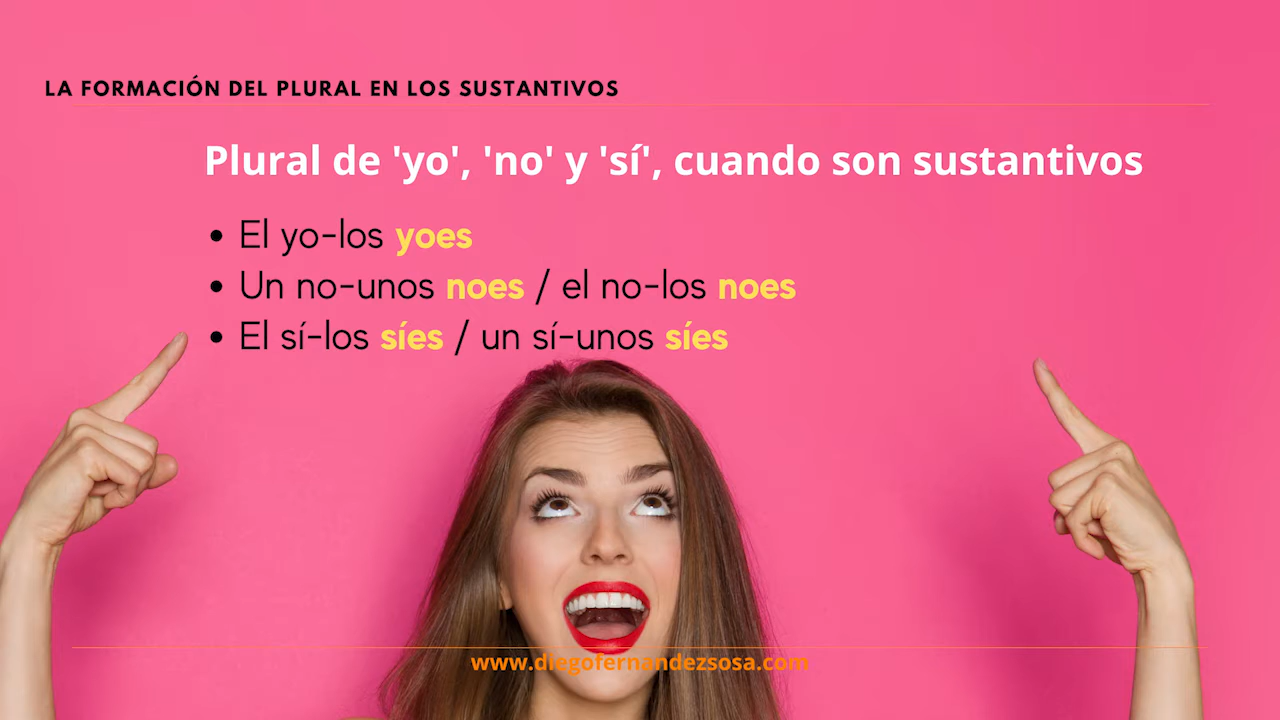 LA FORMACIÓN DEL PLURAL EN LOS SUSTANTIVOS
Plural de 'yo', 'no' y 'sí', cuando son sustantivos
• El yo-los yoes
• Un no-unos noes / el no-los noes
• El sí-los síes / un sí-unos síes
www.diegofernandezsosa.com